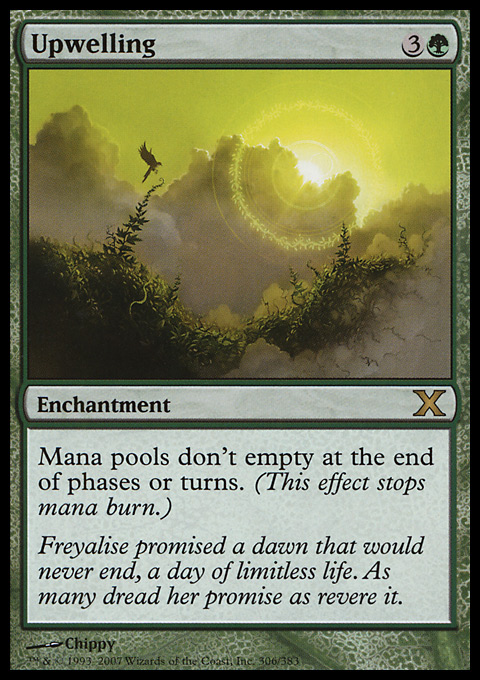 Upwelling 3
Enchantment X
Mana pools don't empty at the end
of phases or turns. (This effect stops
mana burn.)
Freyalise promised a dawn that would
never end, a day of limitless life. As
many dread her promise as revere it.
Chippy
™ & © 1993-2007 Wizards of the Coast, Inc. 306/383